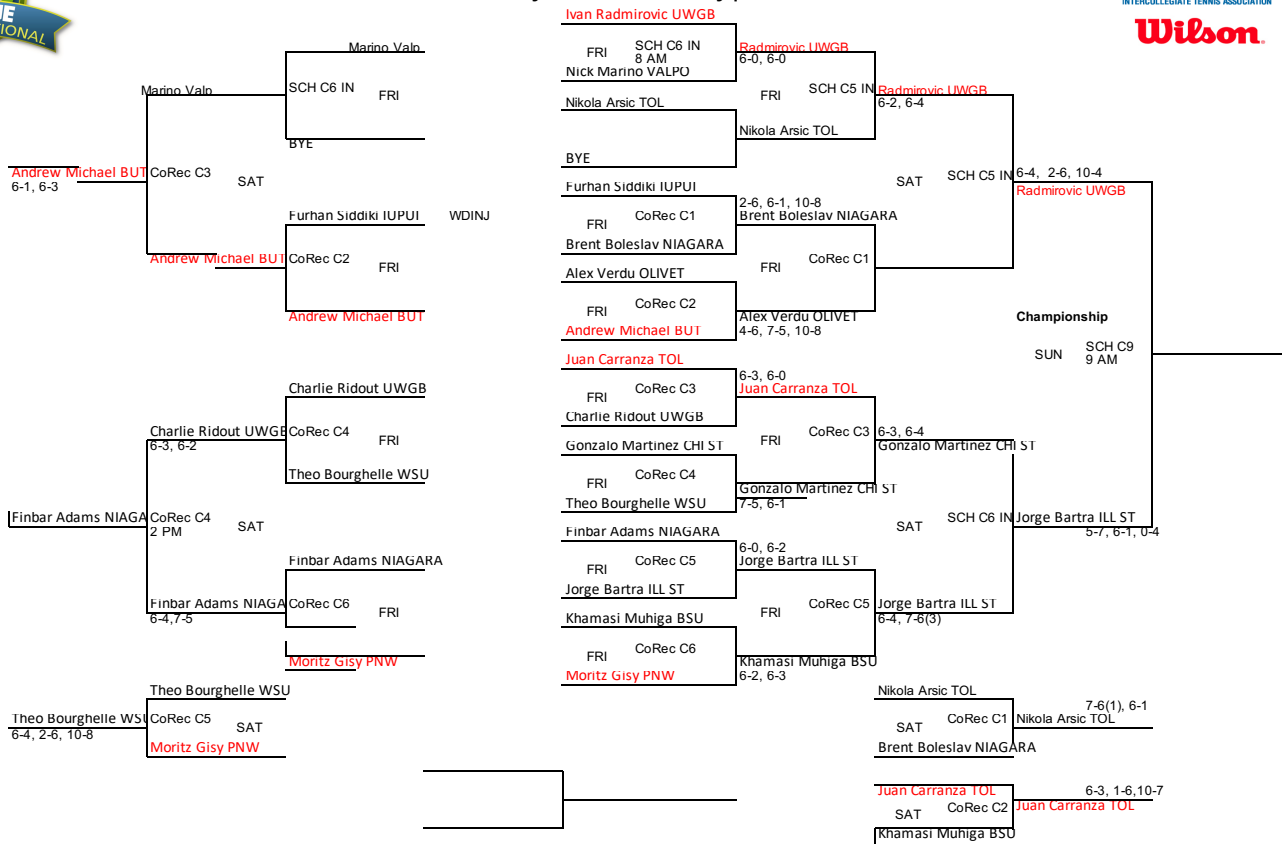 INTERCOLLEGIATE TENNIS ASSOCIATION
Wilson.
Ivan Radmirovic UWGB
FRI SCH C6 IN
8 AM
Nick Marino VALPO
Radmirovic UWGB
6-0, 6-0
Nikola Arsic TOL
BYE
Nikola Arsic TOL
FRI SCH C5 IN
Radmirovic UWGB
6-2, 6-4
Furhan Siddiki IUPUI
FRI CoRec C1
Brent Boleslav NIAGARA
2-6, 6-1, 10-8
Brent Boleslav NIAGARA
Alex Verdu OLIVET
FRI CoRec C2
Andrew Michael BUT
Alex Verdu OLIVET
4-6, 7-5, 10-8
FRI CoRec C1
SAT SCH C5 IN
6-4, 2-6, 10-4
Radmirovic UWGB
Juan Carranza TOL
FRI CoRec C3
Charlie Ridout UWGB
6-3, 6-0
Juan Carranza TOL
Gonzalo Martinez CHI ST
FRI CoRec C4
Theo Bourghelle WSU
Gonzalo Martinez CHI ST
7-5, 6-1
FRI CoRec C3
6-3, 6-4
Gonzalo Martinez CHI ST
Finbar Adams NIAGARA
FRI CoRec C5
Jorge Bartra ILL ST
6-0, 6-2
Jorge Bartra ILL ST
Khamasi Muhiga BSU
FRI CoRec C6
Moritz Gisy PNW
Khamasi Muhiga BSU
6-2, 6-3
FRI CoRec C5
Jorge Bartra ILL ST
6-4, 7-6(3)
SAT SCH C6 IN
Jorge Bartra ILL ST
5-7, 6-1, 0-4
Championship
SUN SCH C9
9 AM
Marino Valp
SCH C6 IN FRI
BYE
Marino Valp
Furhan Siddiki IUPUI WDINJ
CoRec C2 FRI
Andrew Michael BUT
Andrew Michael BUT
CoRec C3 SAT
Andrew Michael BUT
6-1, 6-3
Charlie Ridout UWGB
CoRec C4 FRI
Theo Bourghelle WSU
Charlie Ridout UWGB
6-3, 6-2
Finbar Adams NIAGARA
CoRec C6 FRI
Moritz Gisy PNW
Finbar Adams NIAGA
6-4,7-5
CoRec C4 SAT
2 PM
Finbar Adams NIAGA
Theo Bourghelle WSU
CoRec C5 SAT
Moritz Gisy PNW
Theo Bourghelle WSU
6-4, 2-6, 10-8
Nikola Arsic TOL
SAT CoRec C1
Brent Boleslav NIAGARA
7-6(1), 6-1
Nikola Arsic TOL
Juan Carranza TOL
SAT CoRec C2
Khamasi Muhiga BSU
6-3, 1-6,10-7
Juan Carranza TOL